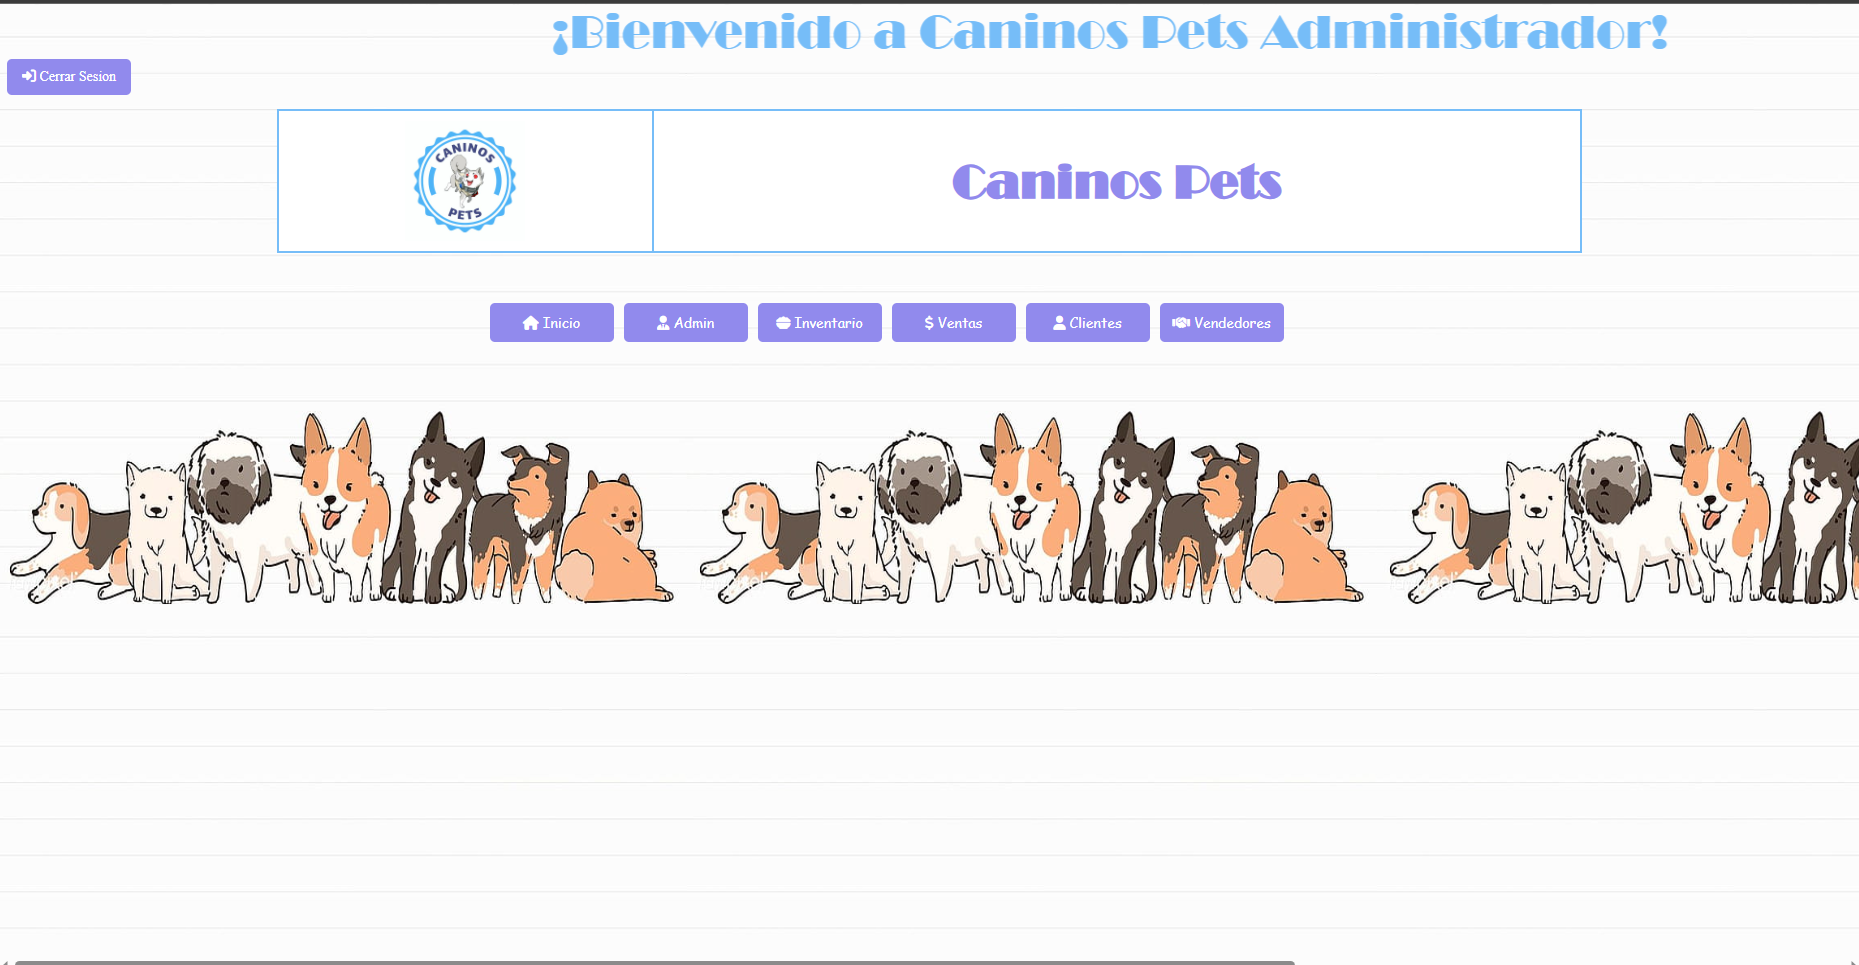 ¡Bienvenido a Caninos Pets Administrador!
Cerrar Sesion
CANINOS
PETS
Caninos Pets
Inicio
Admin
Inventario
$ Ventas
Clientes
Vendedores